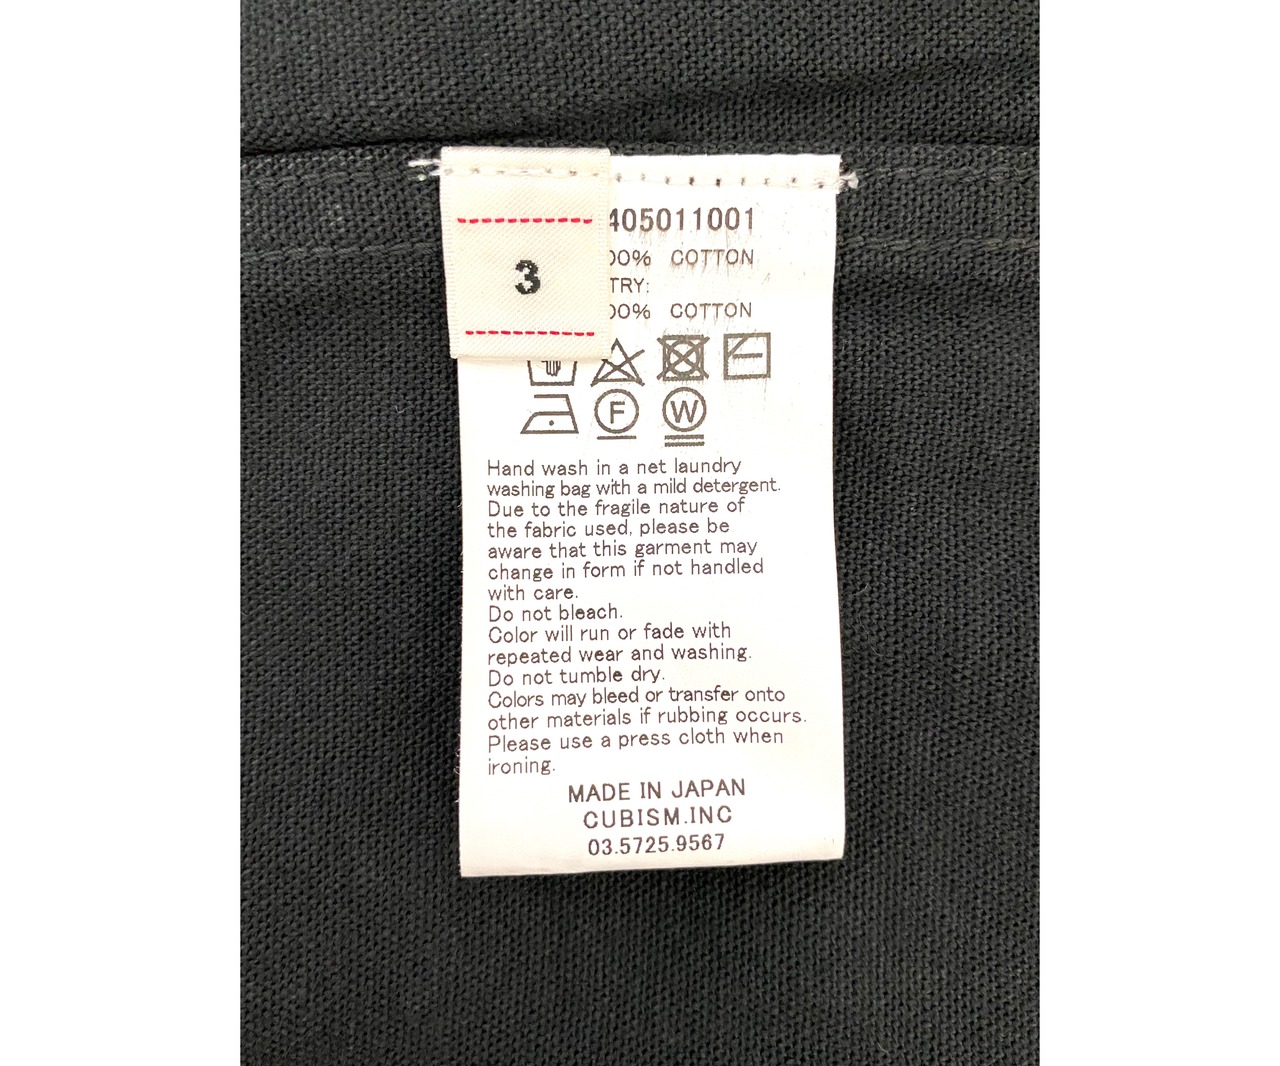 3
405011001
00% COTTON
TRY:
00% COTTON
F W
Hand wash in a net laundry
washing bag with a mild detergent.
Due to the fragile nature of
the fabric used, please be
aware that this garment may
change in form if not handled
with care.
Do not bleach.
Color will run or fade with
repeated wear and washing.
Do not tumble dry.
Colors may bleed or transfer onto
other materials if rubbing occurs.
Please use a press cloth when
ironing.
MADE IN JAPAN
CUBISM.INC
03.5725.9567